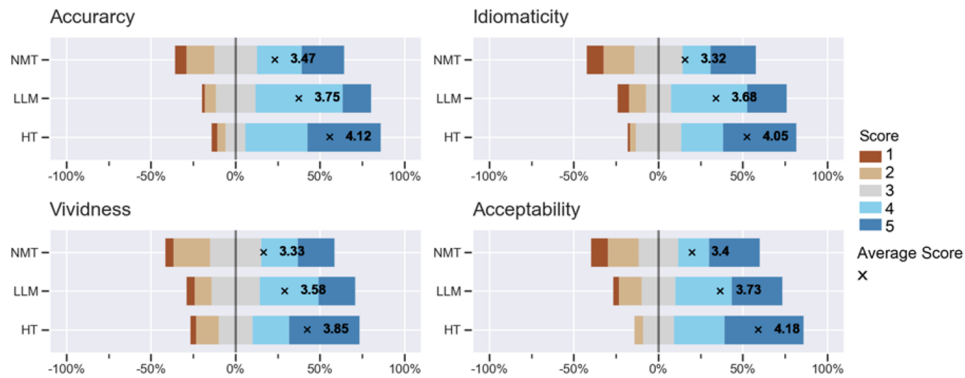 Accurarcy
NMT
3.47
LLM
3.75
HT
4.12
-100% -50% 0% 50% 100%
Idiomaticity
NMT
3.32
LLM
3.68
HT
4.05
-100% -50% 0% 50% 100%
Vividness
NMT
3.33
LLM
3.58
HT
3.85
-100% -50% 0% 50% 100%
Acceptability
NMT
3.4
LLM
3.73
HT
4.18
-100% -50% 0% 50% 100%
Score
1
2
3
4
5
Average Score
×